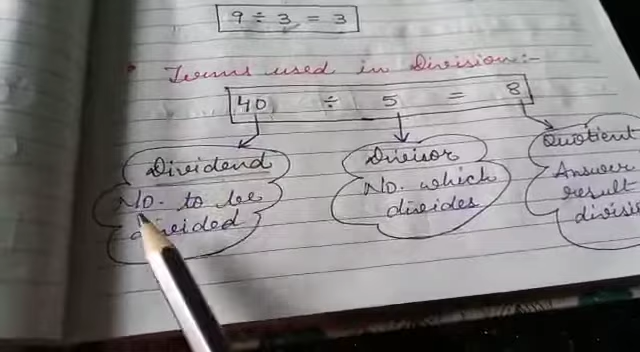 9 ÷ 3 = 3
• Terms used in Division:-
40 ÷ 5 = 8
Dividend
No. to be
divided
Divisor
No. which
divides
Quotient
Answer
result
divisi